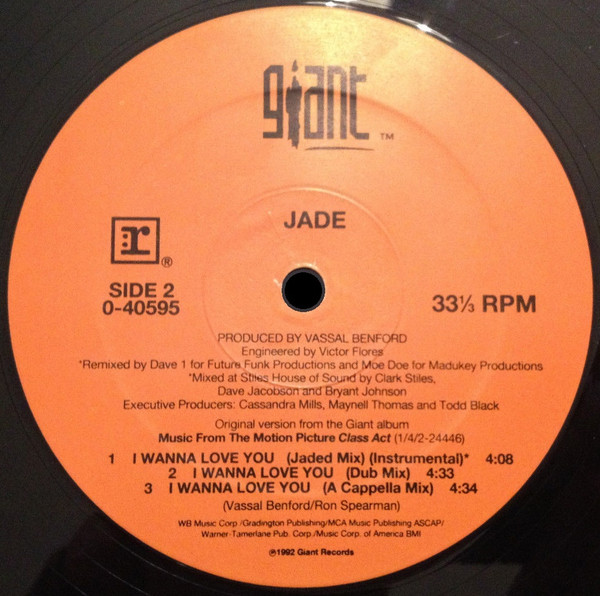 giant ™
JADE
r ®
SIDE 2
0-40595
33⅓ RPM
PRODUCED BY VASSAL BENFORD
Engineered by Victor Flores
*Remixed by Dave 1 for Future Funk Productions and Moe Doe for Madukey Productions
*Mixed at Stiles House of Sound by Clark Stiles,
Dave Jacobson and Bryant Johnson
Executive Producers: Cassandra Mills, Maynell Thomas and Todd Black
Original version from the Giant album
Music From The Motion Picture Class Act (1/4/2-24446)
1 I WANNA LOVE YOU (Jaded Mix) (Instrumental)* 4:08
2 I WANNA LOVE YOU (Dub Mix) 4:33
3 I WANNA LOVE YOU (A Cappella Mix) 4:34
(Vassal Benford/Ron Spearman)
WB Music Corp./Gradington Publishing/MCA Music Publishing ASCAP/
Warner-Tamerlane Pub. Corp./Music Corp. of America BMI
℗1992 Giant Records